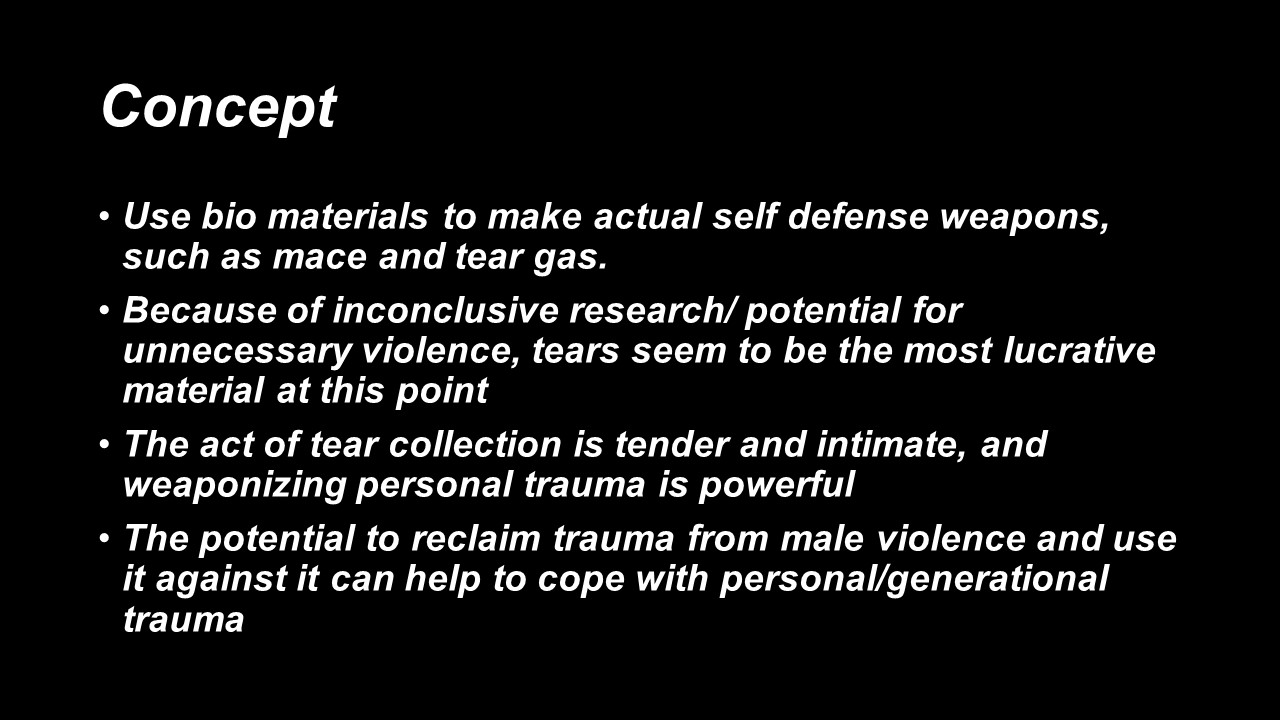 Concept
• Use bio materials to make actual self defense weapons,
such as mace and tear gas.
• Because of inconclusive research/ potential for
unnecessary violence, tears seem to be the most lucrative
material at this point
• The act of tear collection is tender and intimate, and
weaponizing personal trauma is powerful
• The potential to reclaim trauma from male violence and use
it against it can help to cope with personal/generational
trauma